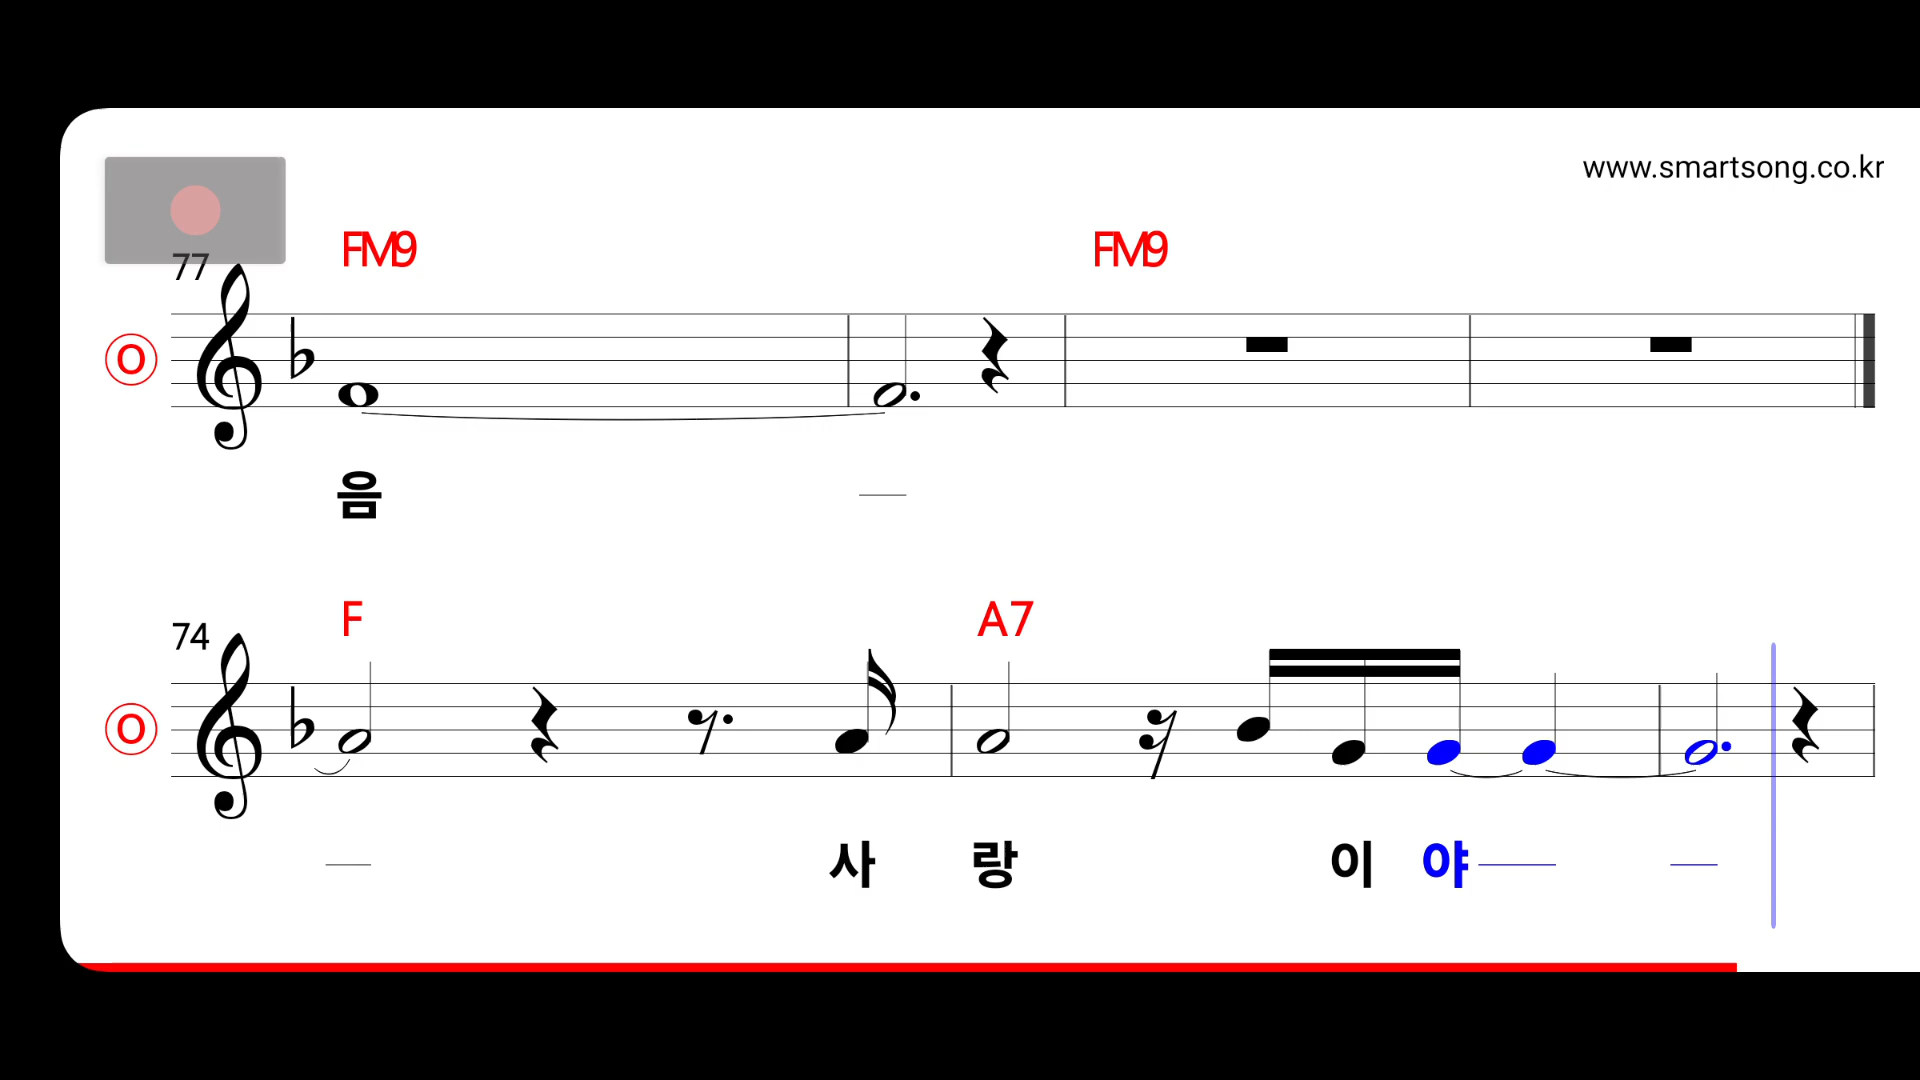 www.smartsong.co.kr
77 FM9 FM9
O
음
74 F A7
O
사 랑 이 야